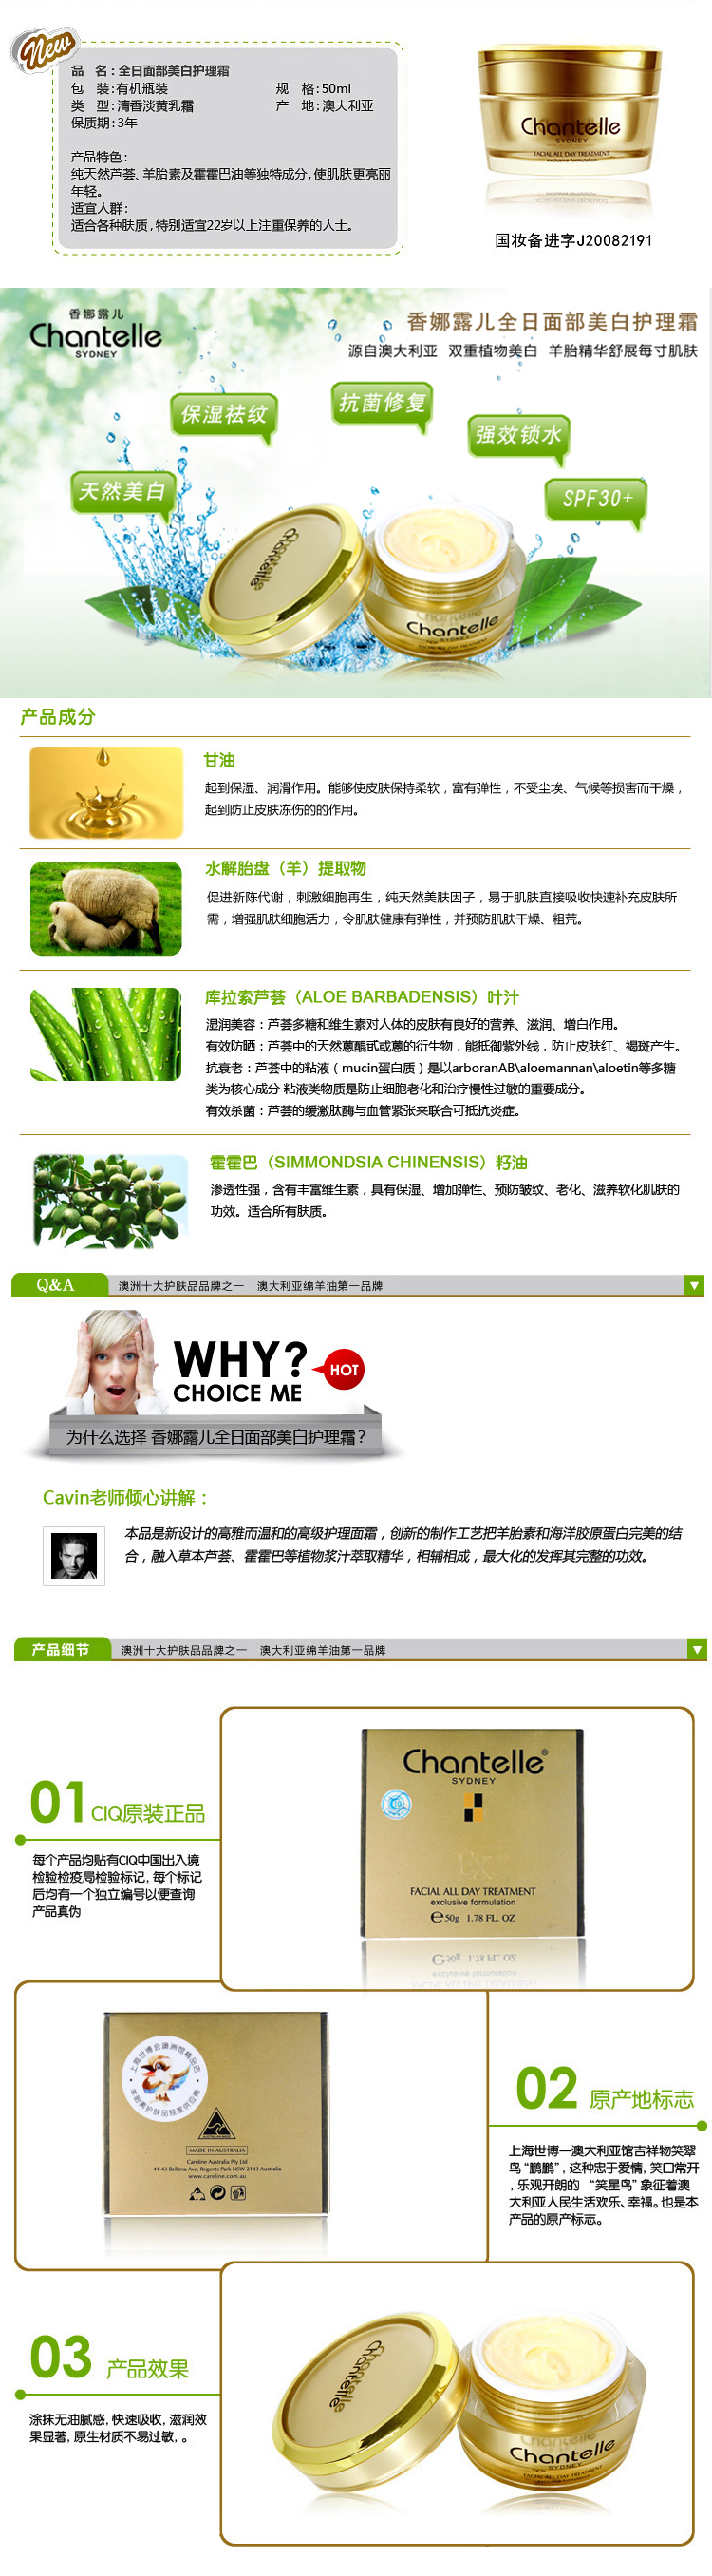 New
品　名：全日面部美白护理霜
包　装：有机瓶装　规　格：50ml
类　型：清香淡黄乳霜　产　地：澳大利亚
保质期：3年
产品特色：
纯天然芦荟、羊胎素及霍霍巴油等独特成分，使肌肤更亮丽
年轻。
适宜人群：
适合各种肤质，特别适宜22岁以上注重保养的人士。
Chantelle
SYDNEY
FACIAL ALL DAY TREATMENT
exclusive formulation
国妆备进字J20082191
香娜露儿
Chantelle
SYDNEY
香娜露儿全日面部美白护理霜
源自澳大利亚 双重植物美白 羊胎精华舒展每寸肌肤
抗菌修复
保湿祛纹
强效锁水
天然美白
SPF30+
Chantelle
Chantelle
SYDNEY
FACIAL ALL DAY TREATMENT
产品成分
甘油
起到保湿、润滑作用。能够使皮肤保持柔软，富有弹性，不受尘埃、气候等损害而干燥，
起到防止皮肤冻伤的的作用。
水解胎盘（羊）提取物
促进新陈代谢，刺激细胞再生，纯天然美肤因子，易于肌肤直接吸收快速补充皮肤所
需，增强肌肤细胞活力，令肌肤健康有弹性，并预防肌肤干燥、粗荒。
库拉索芦荟（ALOE BARBADENSIS）叶汁
湿润美容：芦荟多糖和维生素对人体的皮肤有良好的营养、滋润、增白作用。
有效防晒：芦荟中的天然蒽醌甙或蒽的衍生物，能抵御紫外线，防止皮肤红、褐斑产生。
抗衰老：芦荟中的粘液（mucin蛋白质）是以arboranAB\aloemannan\aloetin等多糖
类为核心成分 粘液类物质是防止细胞老化和治疗慢性过敏的重要成分。
有效杀菌：芦荟的缓激肽酶与血管紧张来联合可抵抗炎症。
霍霍巴（SIMMONDSIA CHINENSIS）籽油
渗透性强，含有丰富维生素，具有保湿、增加弹性、预防皱纹、老化、滋养软化肌肤的
功效。适合所有肤质。
Q&A 澳洲十大护肤品品牌之一 澳大利亚绵羊油第一品牌
WHY?
HOT
CHOICE ME
为什么选择 香娜露儿全日面部美白护理霜？
Cavin老师倾心讲解：
本品是新设计的高雅而温和的高级护理面霜，创新的制作工艺把羊胎素和海洋胶原蛋白完美的结
合，融入草本芦荟、霍霍巴等植物浆汁萃取精华，相辅相成，最大化的发挥其完整的功效。
产品细节 澳洲十大护肤品品牌之一 澳大利亚绵羊油第一品牌
01 CIQ原装正品
每个产品均贴有CIQ中国出入境
检验检疫局检验标记，每个标记
后均有一个独立编号以便查询
产品真伪
Chantelle®
SYDNEY
EX
FACIAL ALL DAY TREATMENT
exclusive formulation
℮50g 1.78 FL. OZ
上海世博会澳洲馆精品店
羊胎素护肤品独家供应商
MADE IN AUSTRALIA
Careline Australia Pty Ltd
41-43 Bellona Ave, Regents Park NSW 2143 Australia
www.careline.com.au
02 原产地标志
上海世博一澳大利亚馆吉祥物笑翠
鸟“鹏鹏”，这种忠于爱情，笑口常开
，乐观开朗的 “笑星鸟”象征着澳
大利亚人民生活欢乐、幸福。也是本
产品的原产标志。
03 产品效果
涂抹无油腻感，快速吸收，滋润效
果显著，原生材质不易过敏，。
Chantelle
Chantelle
SYDNEY
FACIAL ALL DAY TREATMENT